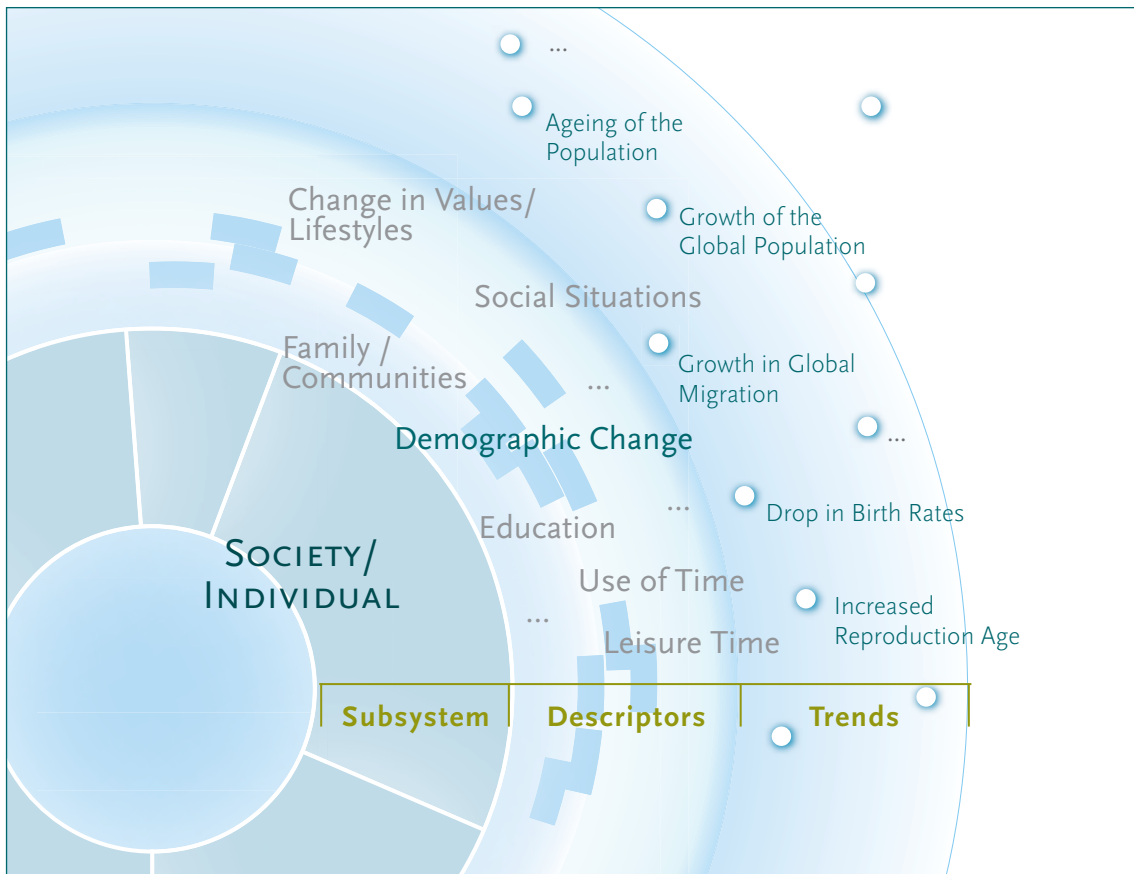 ...
Ageing of the
Population
Change in Values/
Lifestyles
Growth of the
Global Population
Social Situations
Family /
Communities
Growth in Global
Migration
...
Demographic Change
...
...
Drop in Birth Rates
Education
Society/
Individual
Use of Time
...
Increased
Reproduction Age
Leisure Time
Subsystem
Descriptors
Trends